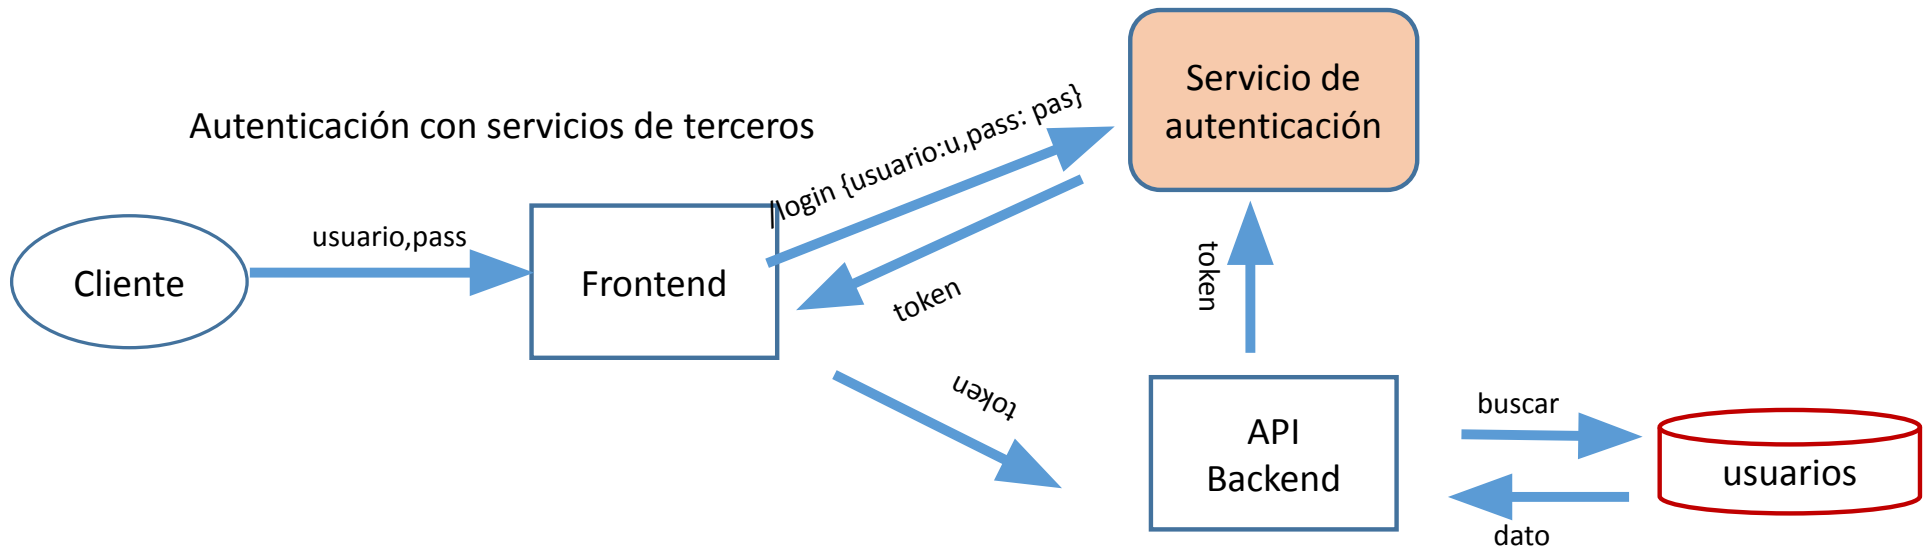 Autenticación con servicios de terceros
Servicio de
autenticación
/login {usuario:u,pass: pas}
usuario,pass
Cliente
Frontend
token
token
token
API
Backend
buscar
usuarios
dato